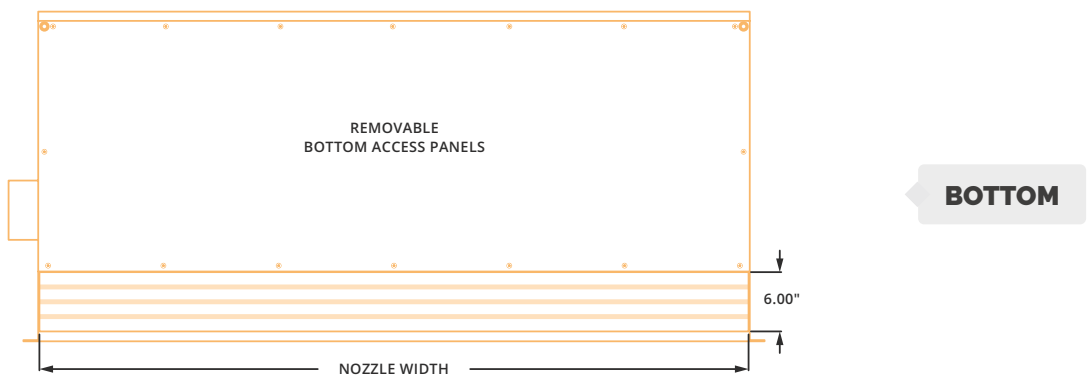 REMOVABLE
BOTTOM ACCESS PANELS
BOTTOM
6.00"
NOZZLE WIDTH